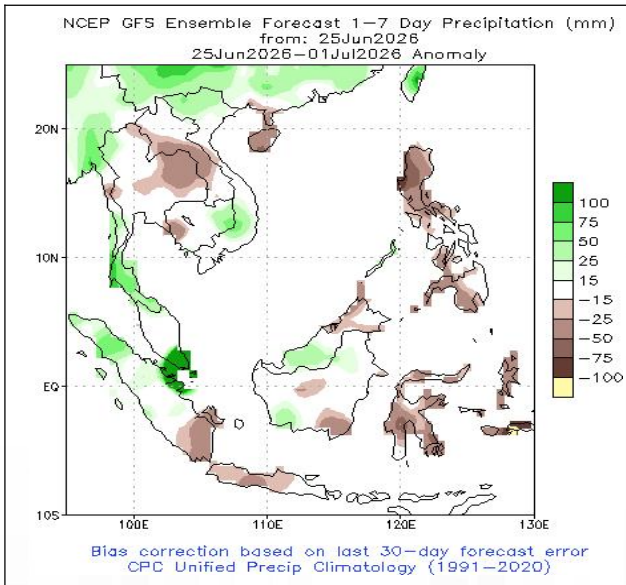 NCEP GFS Ensemble Forecast 1-7 Day Precipitation (mm)
from: 25Jun2026
25Jun2026-01Jul2026 Anomaly
20N
10N
EQ
10S
100E
110E
120E
130E
100
75
50
25
15
-15
-25
-50
-75
-100
Bias correction based on last 30-day forecast error
CPC Unified Precip Climatology (1991-2020)